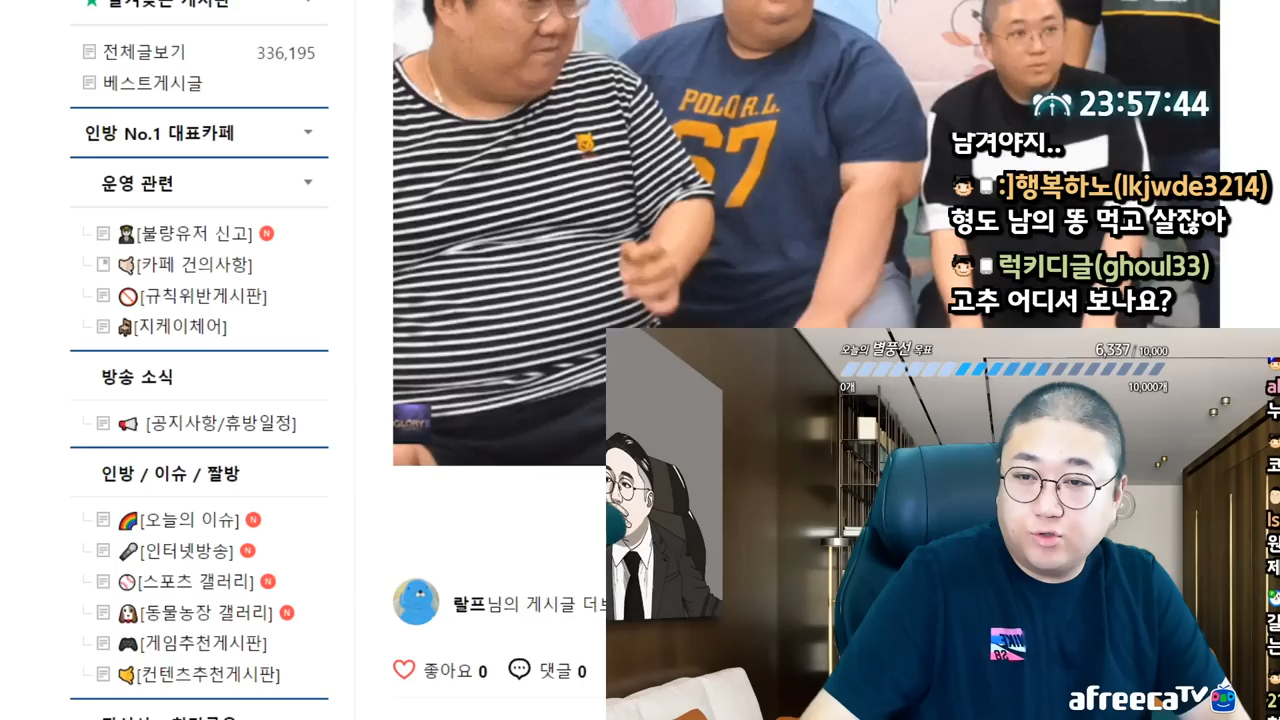 전체글보기 336,195
베스트게시글
인방 No.1 대표카페
운영 관련
[불량유저 신고] N
[카페 건의사항]
[규칙위반게시판]
[지케이체어]
방송 소식
[공지사항/휴방일정]
인방 / 이슈 / 짤방
[오늘의 이슈] N
[인터넷방송] N
[스포츠 갤러리] N
[동물농장 갤러리] N
[게임추천게시판]
[컨텐츠추천게시판]
POLO R.L.
67
GLORY
23:57:44
남겨야지..
:]행복하노(lkjwde3214)
형도 남의 똥 먹고 살잖아
럭키디글(ghoul33)
고추 어디서 보나요?
랄프님의 게시글
좋아요 0 댓글 0
오늘의 별풍선 목표 6,337 / 10,000
0개 10,000개
afreecaTV